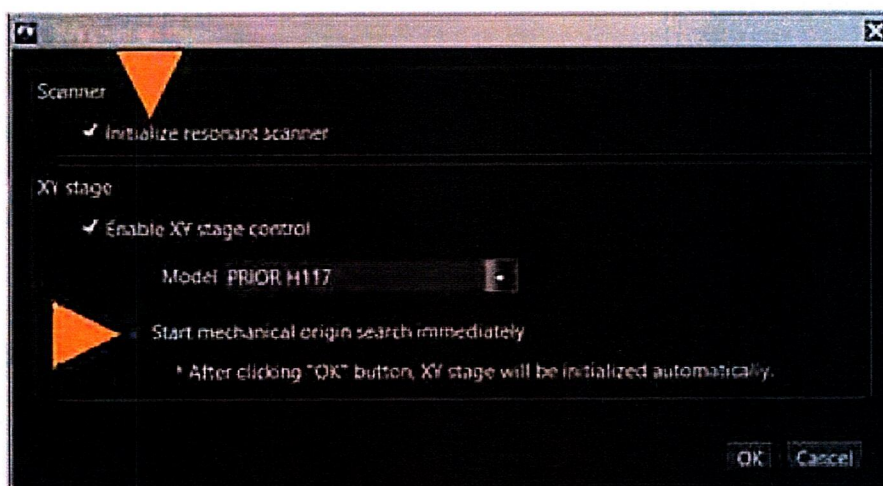 Scanner
Initialize resonant scanner
XY stage
Enable XY stage control
Model PRIOR H117
Start mechanical origin search immediately
* After clicking "OK" button, XY stage will be initialized automatically.
OK Cancel